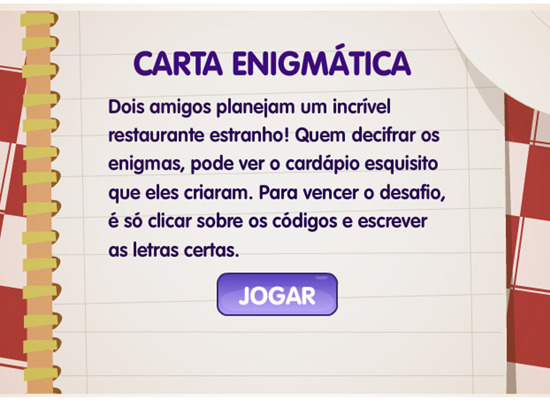 CARTA ENIGMÁTICA
Dois amigos planejam um incrível
restaurante estranho! Quem decifrar os
enigmas, pode ver o cardápio esquisito
que eles criaram. Para vencer o desafio,
é só clicar sobre os códigos e escrever
as letras certas.
JOGAR